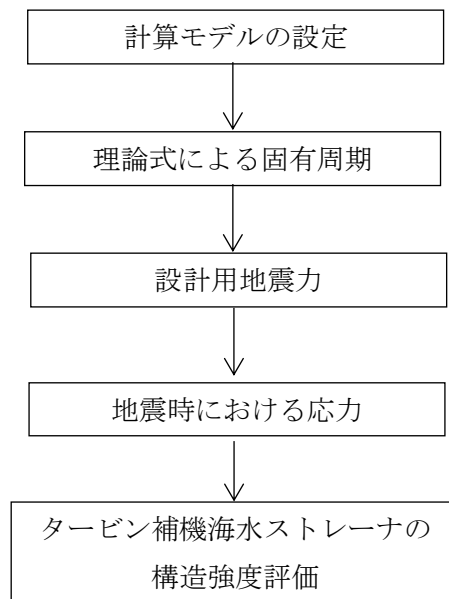 計算モデルの設定
理論式による固有周期
設計用地震力
地震時における応力
タービン補機海水ストレーナの
構造強度評価